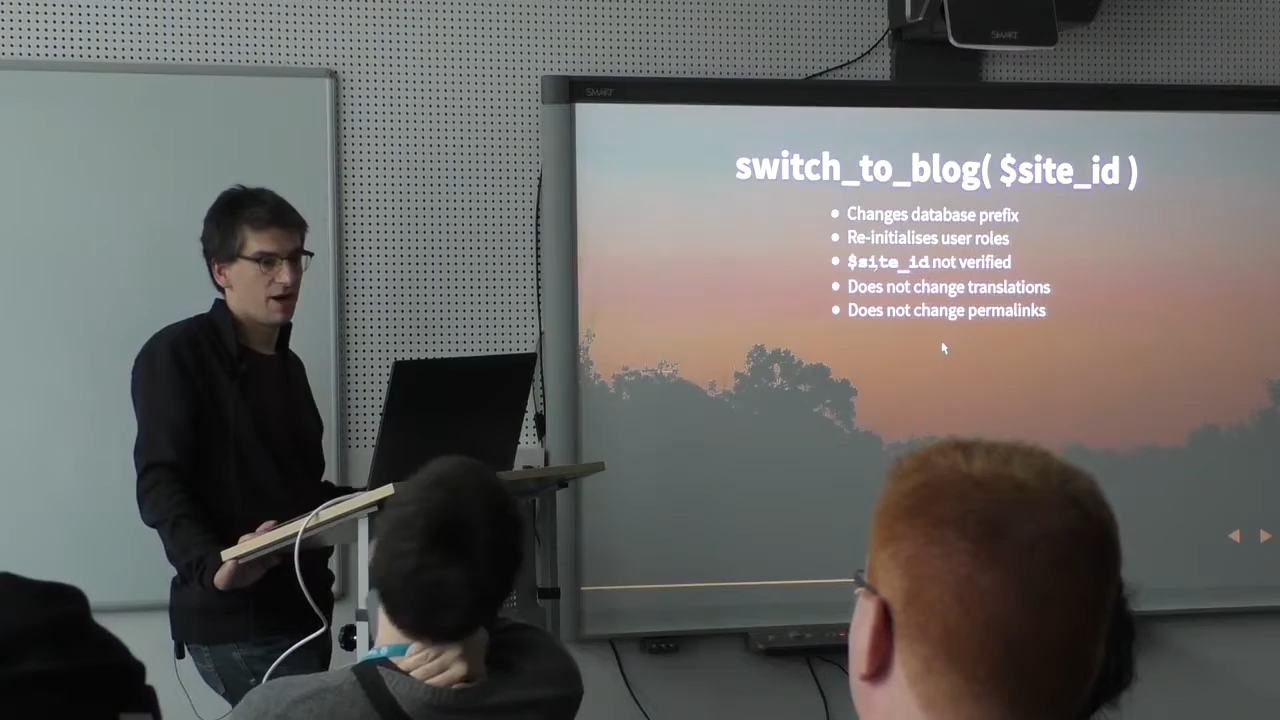 SMART
SMART
switch_to_blog( $site_id )
Changes database prefix
Re-initialises user roles
$site_id not verified
Does not change translations
Does not change permalinks